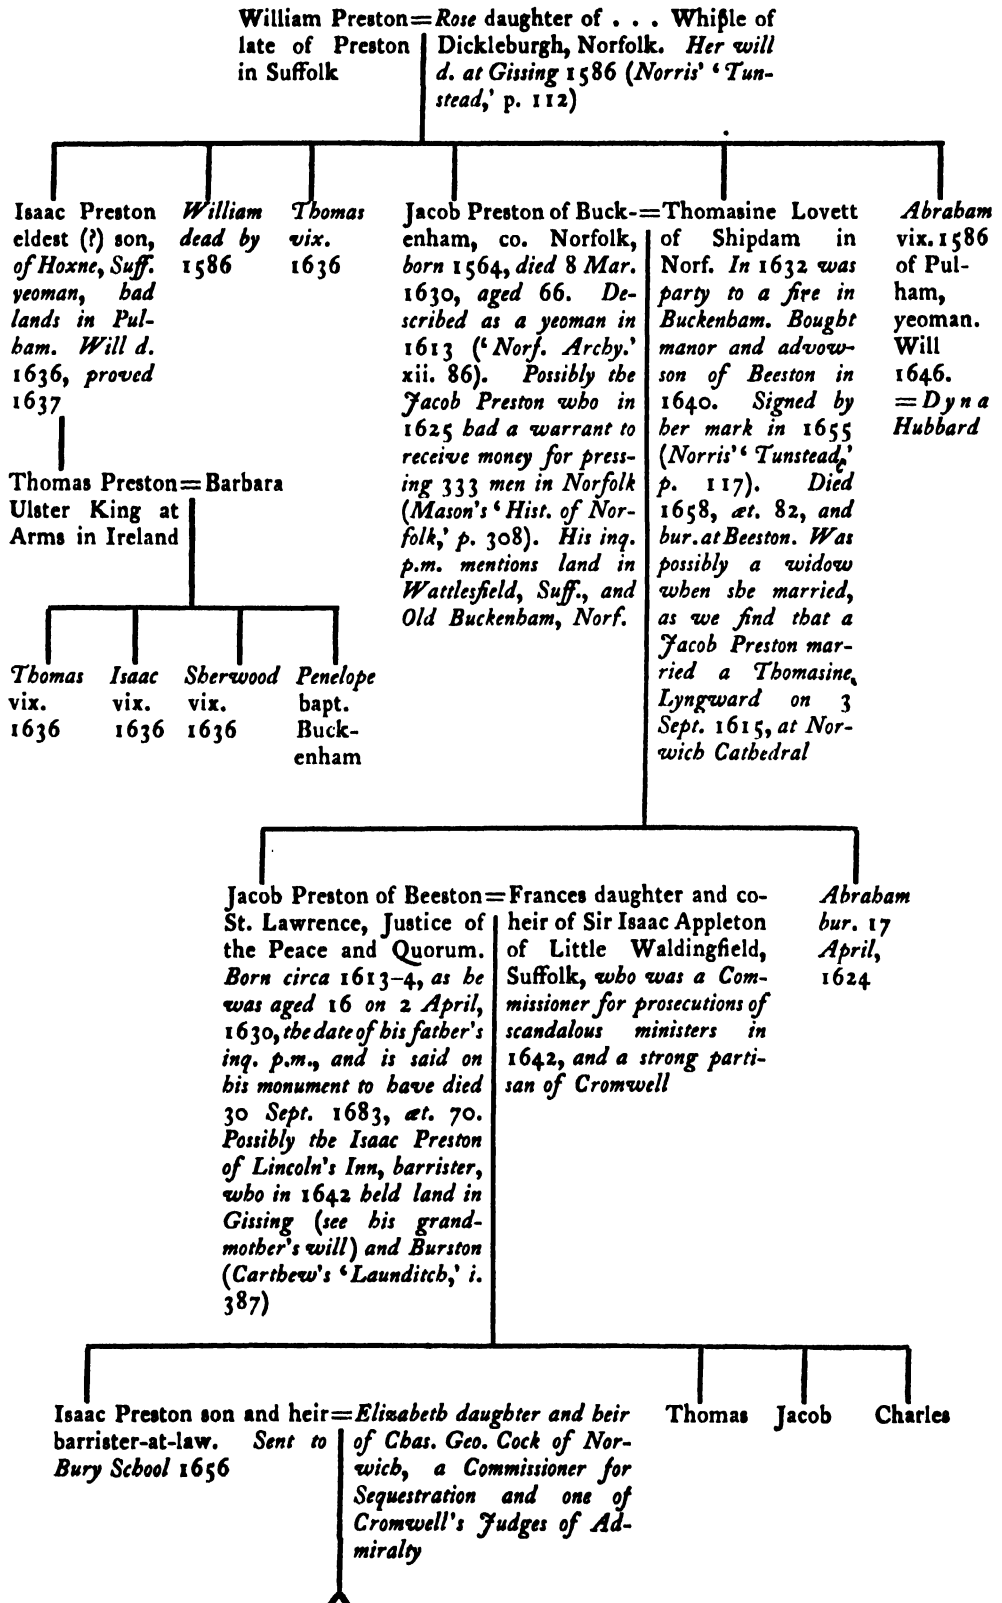 William Preston=
late of Preston
in Suffolk
Rose daughter of . . . Whiple of
Dickleburgh, Norfolk. Her will
d. at Gissing 1586 (Norris' ‘Tun-
stead,’ p. 112)
Isaac Preston
eldest (?) son,
of Hoxne, Suff.
yeoman, had
lands in Pul-
ham. Will d.
1636, proved
1637
William
dead by
1586
Thomas
vix.
1636
Jacob Preston of Buck-=
enham, co. Norfolk,
born 1564, died 8 Mar.
1630, aged 66. De-
scribed as a yeoman in
1613 (‘Norf. Archy.’
xii. 86). Possibly the
Jacob Preston who in
1625 had a warrant to
receive money for press-
ing 333 men in Norfolk
(Mason's ‘Hist. of Nor-
folk,’ p. 308). His inq.
p.m. mentions land in
Wattlesfield, Suff., and
Old Buckenham, Norf.
Thomasine Lovett
of Shipdam in
Norf. In 1632 was
party to a fire in
Buckenham. Bought
manor and advow-
son of Beeston in
1640. Signed by
her mark in 1655
(Norris' ‘Tunstead,’
p. 117). Died
1658, æt. 82, and
bur. at Beeston. Was
possibly a widow
when she married,
as we find that a
Jacob Preston mar-
ried a Thomasine
Lyngward on 3
Sept. 1615, at Nor-
wich Cathedral
Abraham
vix. 1586
of Pul-
ham,
yeoman.
Will
1646.
=Dyna
Hubbard
Thomas Preston=Barbara
Ulster King at
Arms in Ireland
Thomas
vix.
1636
Isaac
vix.
1636
Sherwood
vix.
1636
Penelope
bapt.
Buck-
enham
Jacob Preston of Beeston=
St. Lawrence, Justice of
the Peace and Quorum.
Born circa 1613–4, as he
was aged 16 on 2 April,
1630, the date of his father's
inq. p.m., and is said on
his monument to have died
30 Sept. 1683, æt. 70.
Possibly the Isaac Preston
of Lincoln's Inn, barrister,
who in 1642 held land in
Gissing (see his grand-
mother's will) and Burston
(Carthew's ‘Launditch,’ i.
387)
Frances daughter and co-
heir of Sir Isaac Appleton
of Little Waldingfield,
Suffolk, who was a Com-
missioner for prosecutions of
scandalous ministers in
1642, and a strong parti-
san of Cromwell
Abraham
bur. 17
April,
1624
Isaac Preston son and heir=
barrister-at-law. Sent to
Bury School 1656
Elizabeth daughter and heir
of Chas. Geo. Cock of Nor-
wich, a Commissioner for
Sequestration and one of
Cromwell's Judges of Ad-
miralty
Thomas
Jacob
Charles